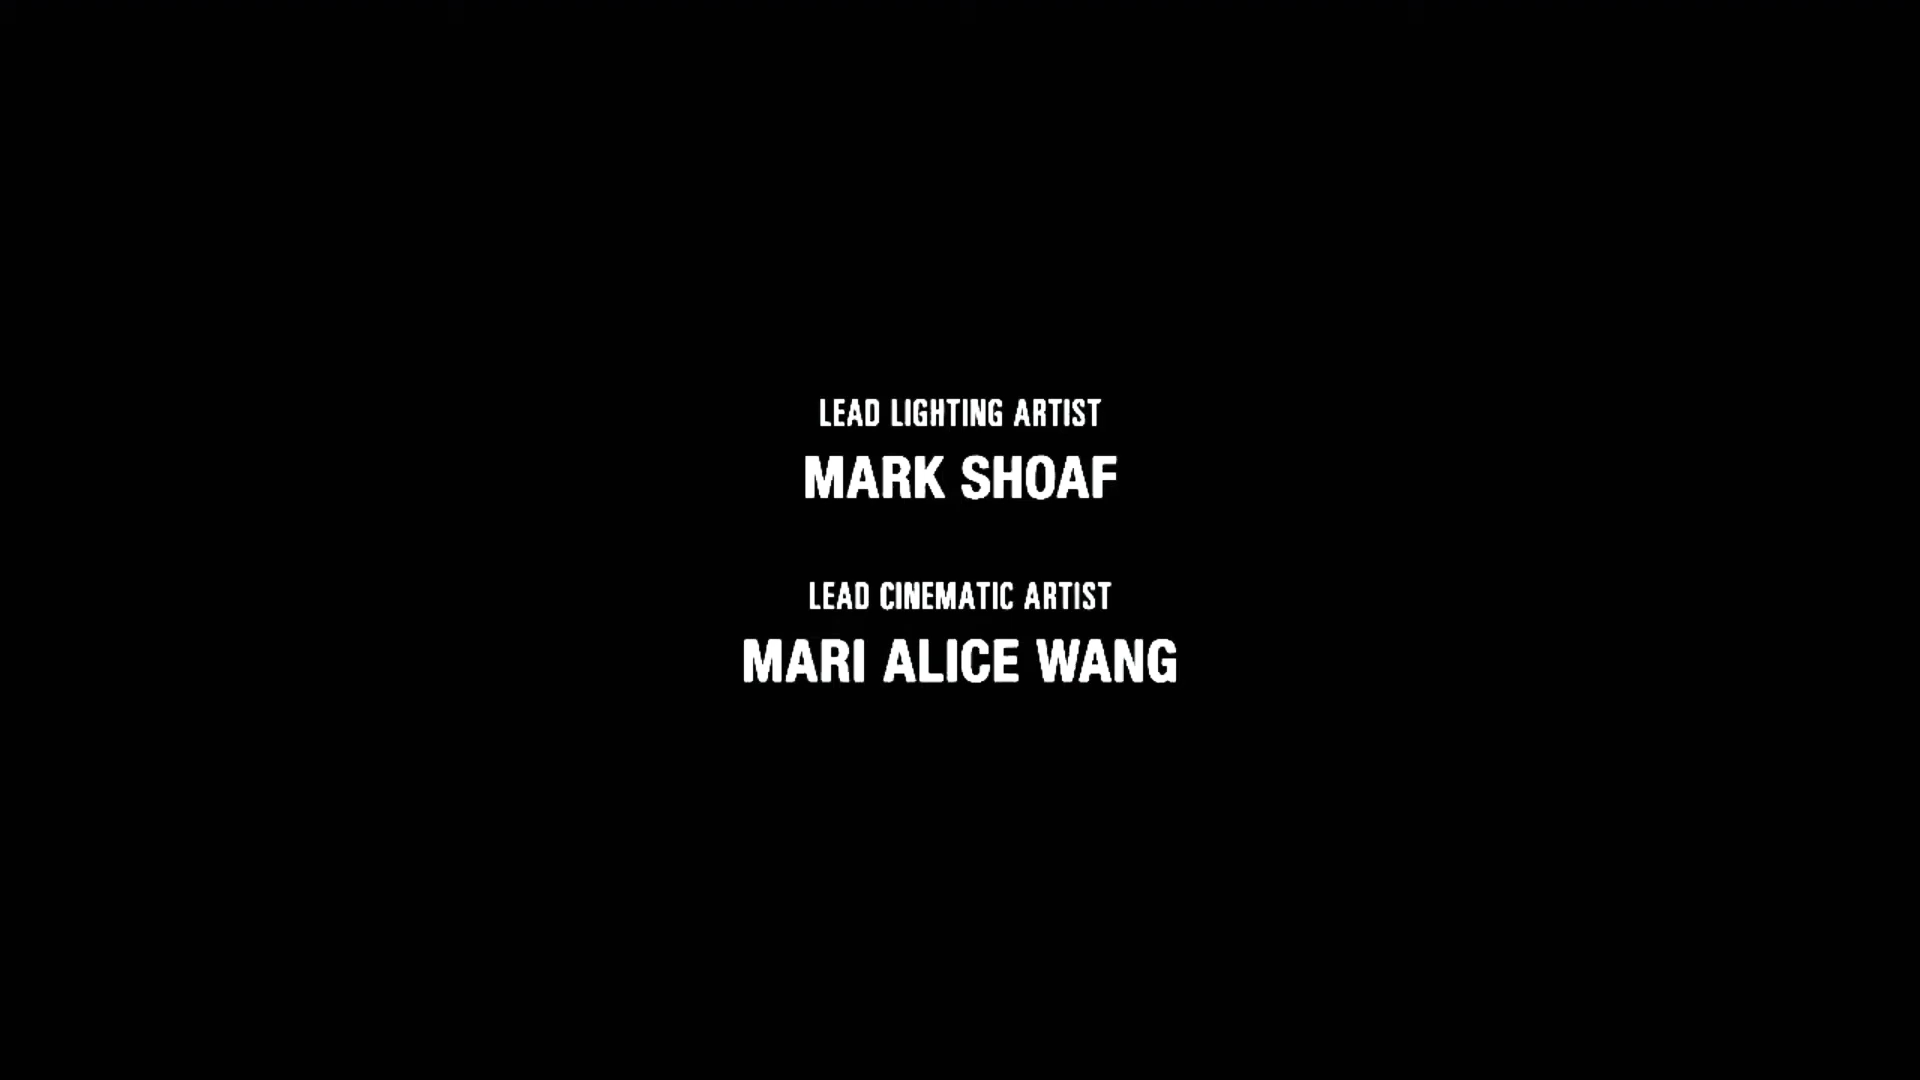 LEAD LIGHTING ARTIST
MARK SHOAF
LEAD CINEMATIC ARTIST
MARI ALICE WANG